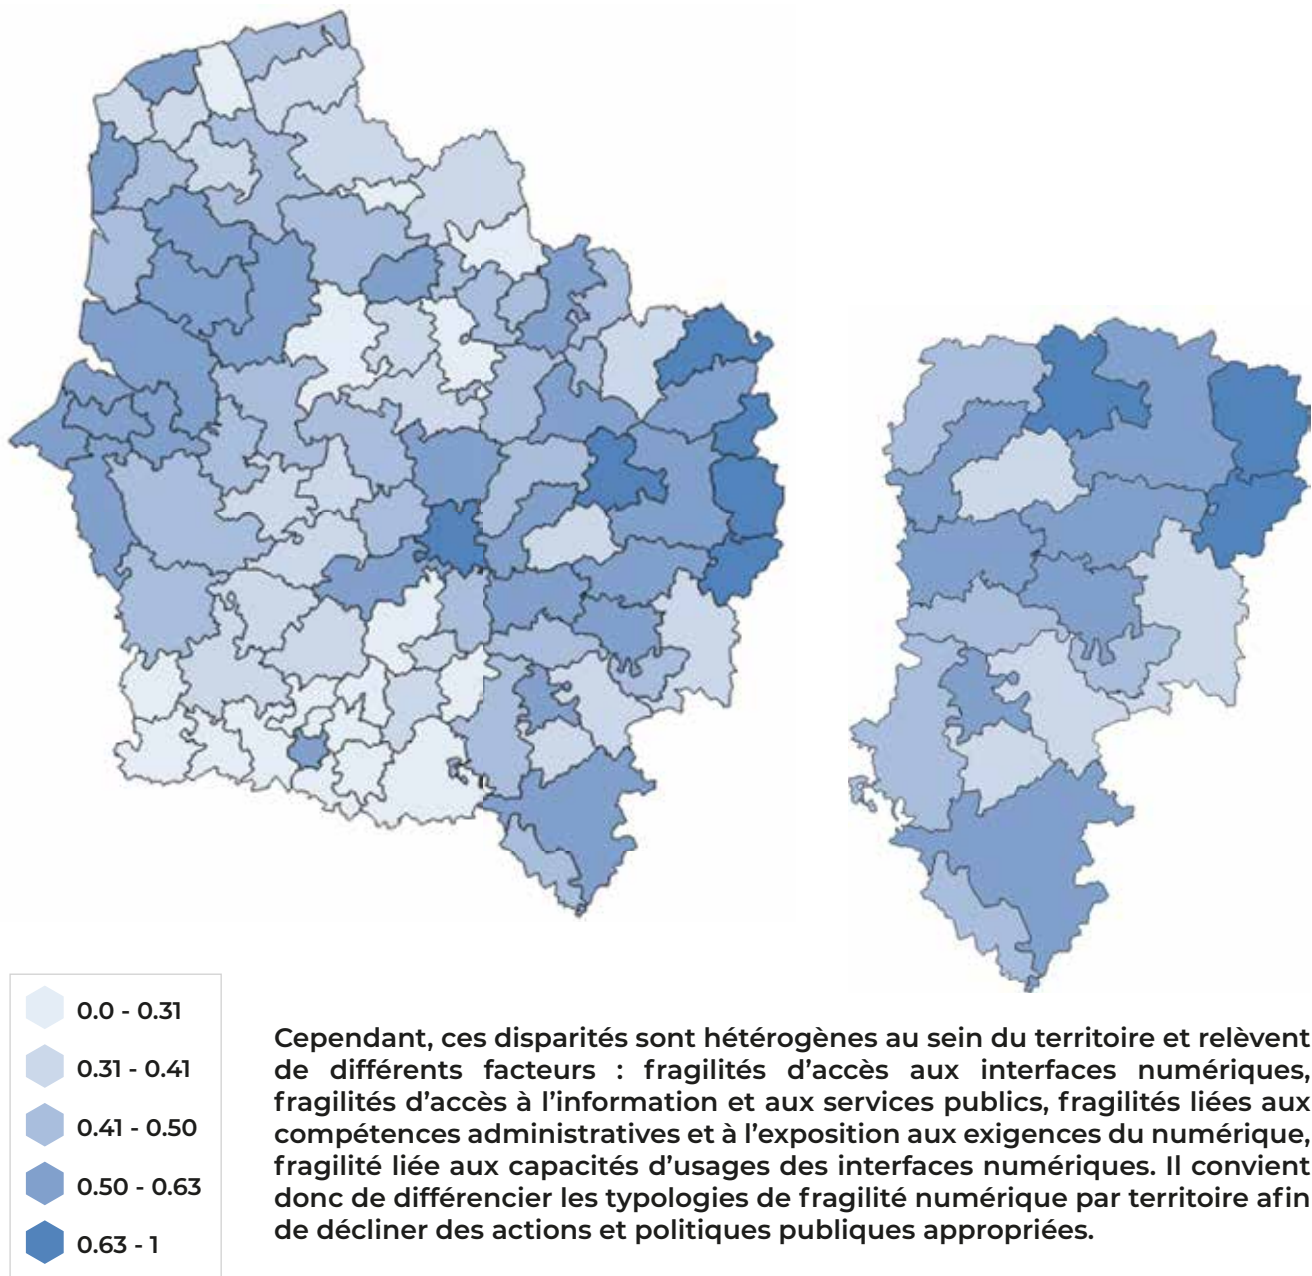 0.0 - 0.31
0.31 - 0.41
0.41 - 0.50
0.50 - 0.63
0.63 - 1
Cependant, ces disparités sont hétérogènes au sein du territoire et relèvent
de différents facteurs : fragilités d’accès aux interfaces numériques,
fragilités d’accès à l’information et aux services publics, fragilités liées aux
compétences administratives et à l’exposition aux exigences du numérique,
fragilité liée aux capacités d’usages des interfaces numériques. Il convient
donc de différencier les typologies de fragilité numérique par territoire afin
de décliner des actions et politiques publiques appropriées.